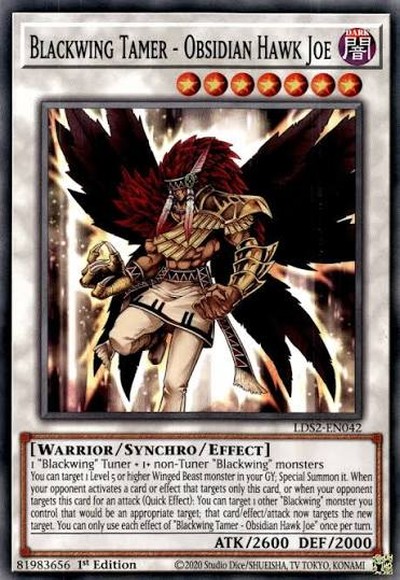 BLACKWING TAMER - OBSIDIAN HAWK JOE
DARK
闇
LDS2-EN042
[WARRIOR/SYNCHRO/EFFECT]
1 "Blackwing" Tuner + 1+ non-Tuner "Blackwing" monsters
You can target 1 Level 5 or higher Winged Beast monster in your GY; Special Summon it. When
your opponent activates a card or effect that targets only this card, or when your opponent
targets this card for an attack (Quick Effect): You can target 1 other "Blackwing" monster you
control that would be an appropriate target; that card/effect/attack now targets the new
target. You can only use each effect of "Blackwing Tamer - Obsidian Hawk Joe" once per turn.
ATK/2600 DEF/2000
81983656 1st Edition ©2020 Studio Dice/SHUEISHA, TV TOKYO, KONAMI